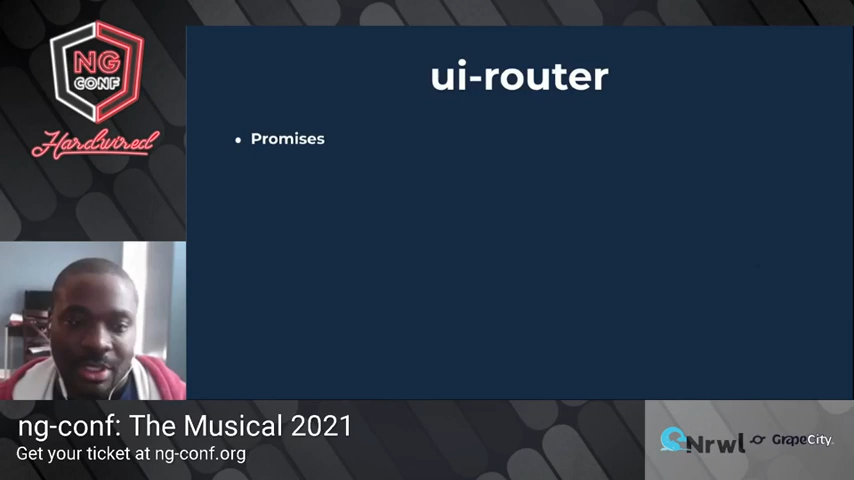 NG
CONF
Hardwired
ui-router
• Promises
ng-conf: The Musical 2021
Get your ticket at ng-conf.org
Nrwl
GrapeCity